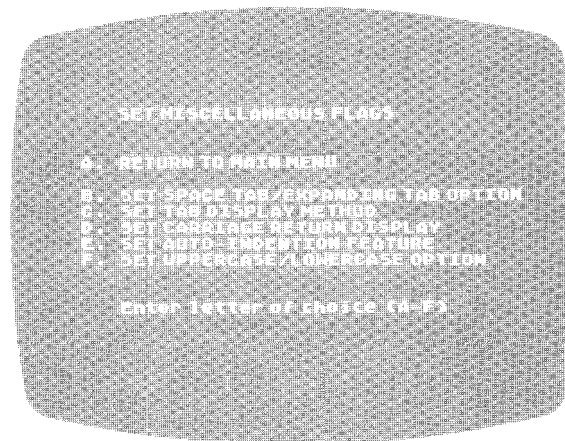 SET MISCELLANEOUS FLAGS
A. RETURN TO MAIN MENU
B. SET SPACE TAB/EXPANDING TAB OPTION
C. SET TAB DISPLAY METHOD
D. SET CARRIAGE RETURN DISPLAY
E. SET AUTO-INDENTION FEATURE
F. SET UPPERCASE/LOWERCASE OPTION
Enter letter of choice (A-F)